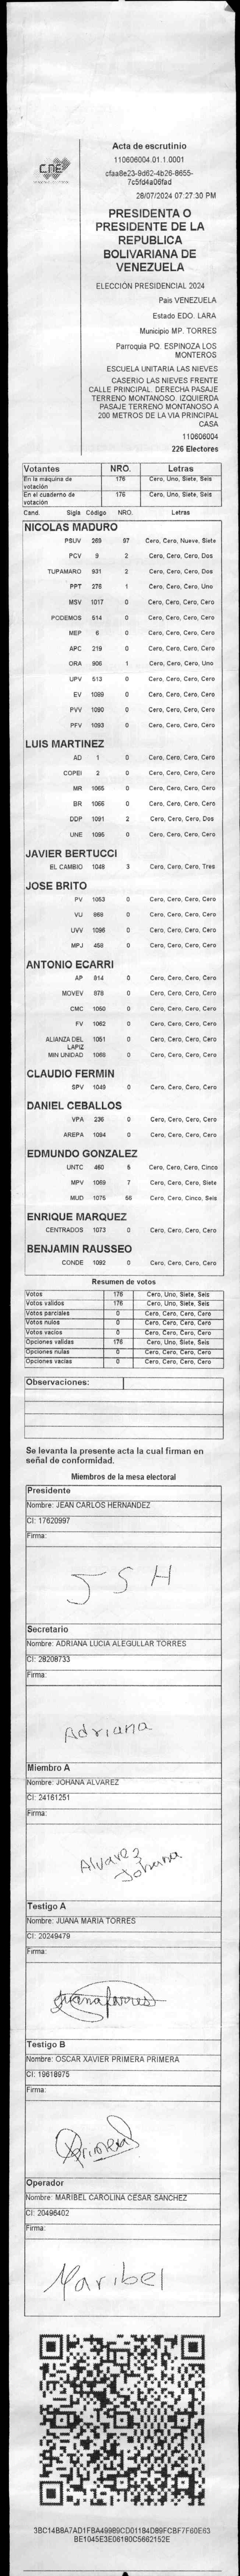 CNE
Acta de escrutinio
110606004.01.1.0001
cfaa8e23-9d62-4b26-8655-
7c5fd4a06fad
28/07/2024 07:27:30 PM
PRESIDENTA O
PRESIDENTE DE LA
REPUBLICA
BOLIVARIANA DE
VENEZUELA
ELECCIÓN PRESIDENCIAL 2024
País VENEZUELA
Estado EDO. LARA
Municipio MP. TORRES
Parroquia PQ. ESPINOZA LOS
MONTEROS
ESCUELA UNITARIA LAS NIEVES
CASERIO LAS NIEVES FRENTE
CALLE PRINCIPAL. DERECHA PASAJE
TERRENO MONTANOSO. IZQUIERDA
PASAJE TERRENO MONTANOSO A
200 METROS DE LA VIA PRINCIPAL
CASA
110606004
226 Electores
Votantes NRO. Letras
En la máquina de votación 176 Cero, Uno, Siete, Seis
En el cuaderno de votación 176 Cero, Uno, Siete, Seis
Cand. Sigla Código NRO. Letras
NICOLAS MADURO
PSUV 269 97 Cero, Cero, Nueve, Siete
PCV 9 2 Cero, Cero, Cero, Dos
TUPAMARO 931 2 Cero, Cero, Cero, Dos
PPT 276 1 Cero, Cero, Cero, Uno
MSV 1017 0 Cero, Cero, Cero, Cero
PODEMOS 514 0 Cero, Cero, Cero, Cero
MEP 6 0 Cero, Cero, Cero, Cero
APC 219 0 Cero, Cero, Cero, Cero
ORA 906 1 Cero, Cero, Cero, Uno
UPV 513 0 Cero, Cero, Cero, Cero
EV 1089 0 Cero, Cero, Cero, Cero
PVV 1090 0 Cero, Cero, Cero, Cero
PFV 1093 0 Cero, Cero, Cero, Cero
LUIS MARTINEZ
AD 1 0 Cero, Cero, Cero, Cero
COPEI 2 0 Cero, Cero, Cero, Cero
MR 1065 0 Cero, Cero, Cero, Cero
BR 1066 0 Cero, Cero, Cero, Cero
DDP 1091 2 Cero, Cero, Cero, Dos
UNE 1095 0 Cero, Cero, Cero, Cero
JAVIER BERTUCCI
EL CAMBIO 1048 3 Cero, Cero, Cero, Tres
JOSE BRITO
PV 1053 0 Cero, Cero, Cero, Cero
VU 969 0 Cero, Cero, Cero, Cero
UVV 1096 0 Cero, Cero, Cero, Cero
MPJ 458 0 Cero, Cero, Cero, Cero
ANTONIO ECARRI
AP 814 0 Cero, Cero, Cero, Cero
MOVEV 878 0 Cero, Cero, Cero, Cero
CMC 1050 0 Cero, Cero, Cero, Cero
FV 1062 0 Cero, Cero, Cero, Cero
ALIANZA DEL LAPIZ 1051 0 Cero, Cero, Cero, Cero
MIN UNIDAD 1068 0 Cero, Cero, Cero, Cero
CLAUDIO FERMIN
SPV 1049 0 Cero, Cero, Cero, Cero
DANIEL CEBALLOS
VPA 236 0 Cero, Cero, Cero, Cero
AREPA 1094 0 Cero, Cero, Cero, Cero
EDMUNDO GONZALEZ
UNTC 460 5 Cero, Cero, Cero, Cinco
MPV 1069 7 Cero, Cero, Cero, Siete
MUD 1075 56 Cero, Cero, Cinco, Seis
ENRIQUE MARQUEZ
CENTRADOS 1073 0 Cero, Cero, Cero, Cero
BENJAMIN RAUSSEO
CONDE 1092 0 Cero, Cero, Cero, Cero
Resumen de votos
Votos 176 Cero, Uno, Siete, Seis
Votos validos 176 Cero, Uno, Siete, Seis
Votos parciales 0 Cero, Cero, Cero, Cero
Votos nulos 0 Cero, Cero, Cero, Cero
Votos vacios 0 Cero, Cero, Cero, Cero
Opciones validas 176 Cero, Uno, Siete, Seis
Opciones nulas 0 Cero, Cero, Cero, Cero
Opciones vacias 0 Cero, Cero, Cero, Cero
Observaciones:
Se levanta la presente acta la cual firman en
señal de conformidad.
Miembros de la mesa electoral
Presidente
Nombre: JEAN CARLOS HERNANDEZ
CI: 17620997
Firma:
JSH
Secretario
Nombre: ADRIANA LUCIA ALEGULLAR TORRES
CI: 28208733
Firma:
Adriana
Miembro A
Nombre: JOHANA ALVAREZ
CI: 24161251
Firma:
Alvarez
Johana
Testigo A
Nombre: JUANA MARIA TORRES
CI: 20249479
Firma:
Juana Torres
Testigo B
Nombre: OSCAR XAVIER PRIMERA PRIMERA
CI: 19618975
Firma:
Primera
Operador
Nombre: MARIBEL CAROLINA CESAR SANCHEZ
CI: 20496402
Firma:
Maribel
3BC14B8A7AD1FBA49989CD01184D89FCBF7F60E63
BE1045E3E06180C5662152E